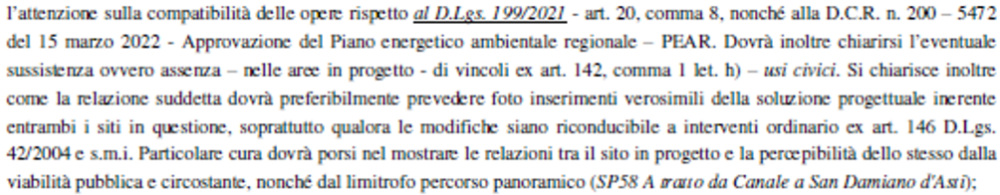 l'attenzione sulla compatibilità delle opere rispetto al D.Lgs. 199/2021 - art. 20, comma 8, nonché alla D.C.R. n. 200 – 5472
del 15 marzo 2022 - Approvazione del Piano energetico ambientale regionale – PEAR. Dovrà inoltre chiarirsi l'eventuale
sussistenza ovvero assenza – nelle aree in progetto - di vincoli ex art. 142, comma 1 let. h) – usi civici. Si chiarisce inoltre
come la relazione suddetta dovrà preferibilmente prevedere foto inserimenti verosimili della soluzione progettuale inerente
entrambi i siti in questione, soprattutto qualora le modifiche siano riconducibile a interventi ordinario ex art. 146 D.Lgs.
42/2004 e s.m.i. Particolare cura dovrà porsi nel mostrare le relazioni tra il sito in progetto e la percepibilità dello stesso dalla
viabilità pubblica e circostante, nonché dal limitrofo percorso panoramico (SP58 A tratto da Canale a San Damiano d'Asti);